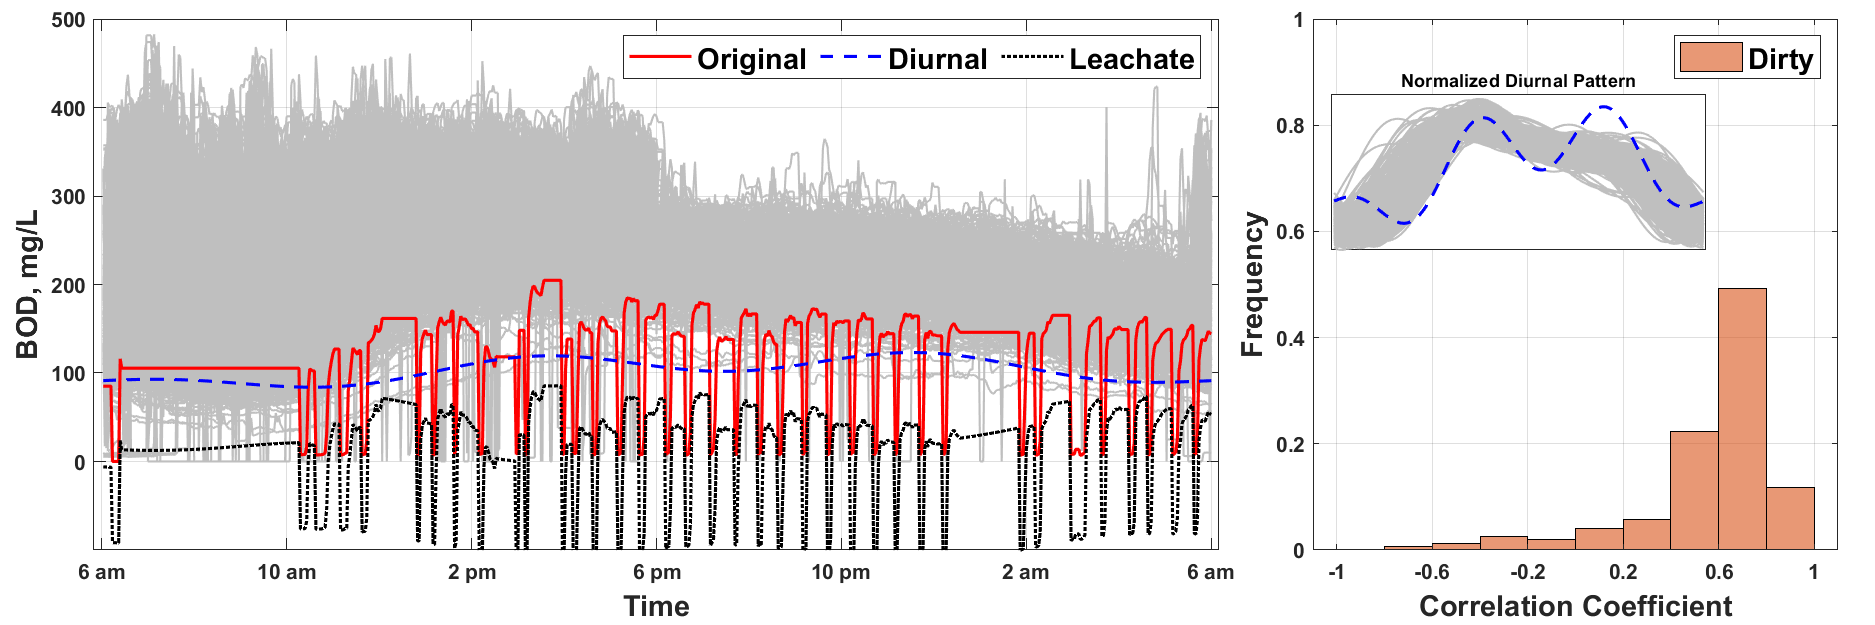 500
400
300
200
100
0
BOD, mg/L
Original Diurnal Leachate
6 am 10 am 2 pm 6 pm 10 pm 2 am 6 am
Time
1
0.8
0.6
0.4
0.2
0
Frequency
Dirty
Normalized Diurnal Pattern
-1 -0.6 -0.2 0.2 0.6 1
Correlation Coefficient